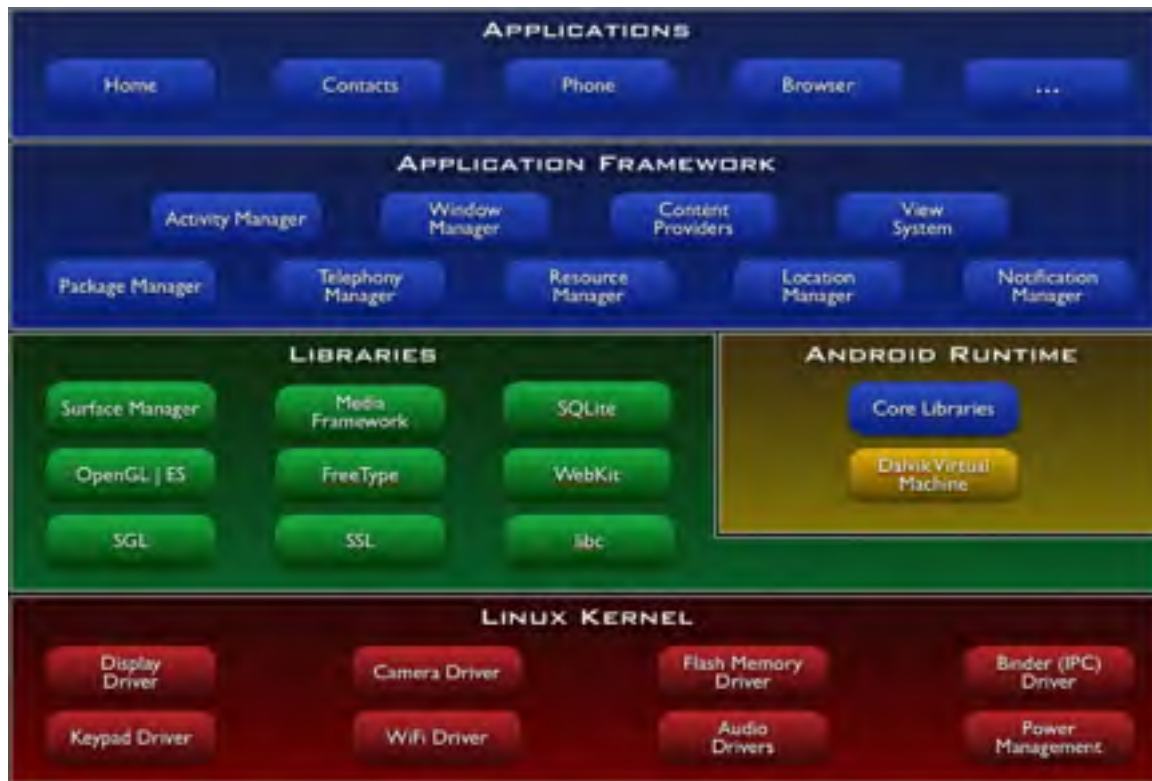 APPLICATIONS
Home
Contacts
Phone
Browser
...
APPLICATION FRAMEWORK
Activity Manager
Window
Manager
Content
Providers
View
System
Package Manager
Telephony
Manager
Resource
Manager
Location
Manager
Notification
Manager
LIBRARIES
Surface Manager
Media
Framework
SQLite
OpenGL | ES
FreeType
WebKit
SGL
SSL
libc
ANDROID RUNTIME
Core Libraries
Dalvik Virtual
Machine
LINUX KERNEL
Display
Driver
Camera Driver
Flash Memory
Driver
Binder (IPC)
Driver
Keypad Driver
WiFi Driver
Audio
Drivers
Power
Management